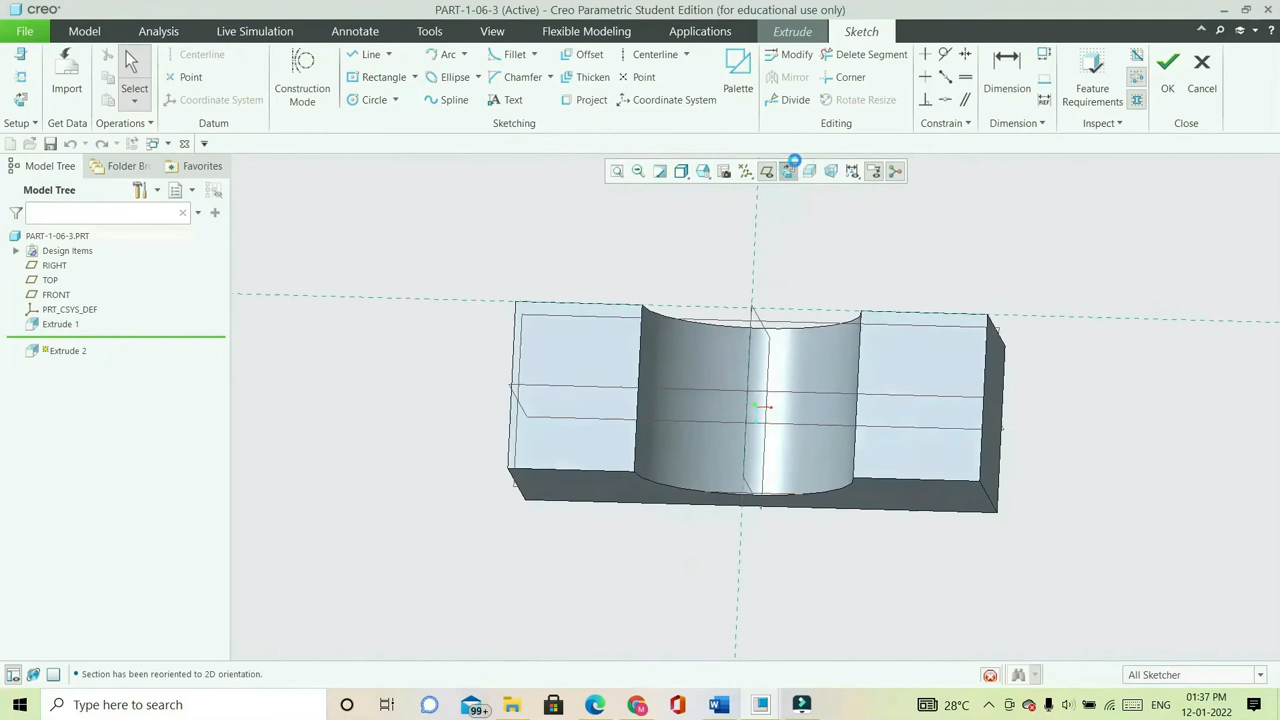 creo
PART-1-06-3 (Active) - Creo Parametric Student Edition (for educational use only)
File Model Analysis Live Simulation Annotate Tools View Flexible Modeling Applications Extrude Sketch
Import Select Centerline Point Coordinate System
Construction Mode
Line Arc Fillet Offset Centerline
Rectangle Ellipse Chamfer Thicken Point
Circle Spline Text Project Coordinate System
Palette
Modify Delete Segment
Mirror Corner
Divide Rotate Resize
Dimension
Feature Requirements
OK Cancel
Setup Get Data Operations Datum Sketching Editing Constrain Dimension Inspect Close
Model Tree Folder Br Favorites
Model Tree
PART-1-06-3.PRT
Design Items
RIGHT
TOP
FRONT
PRT_CSYS_DEF
Extrude 1
Extrude 2
• Section has been reoriented to 2D orientation.
All Sketcher
Type here to search
99+
28°C
ENG
01:37 PM
12-01-2022